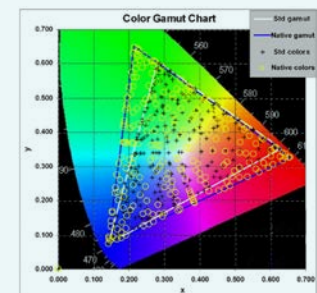 Color Gamut Chart
Std gamut
Native gamut
Std colors
Native colors
0.700
0.600
0.500
0.400
0.300
0.200
0.100
0.000
y
560
570
580
590
600
61
90
480
470
0.000 0.100 0.200 0.300 0.400 0.500 0.600 0.700
x